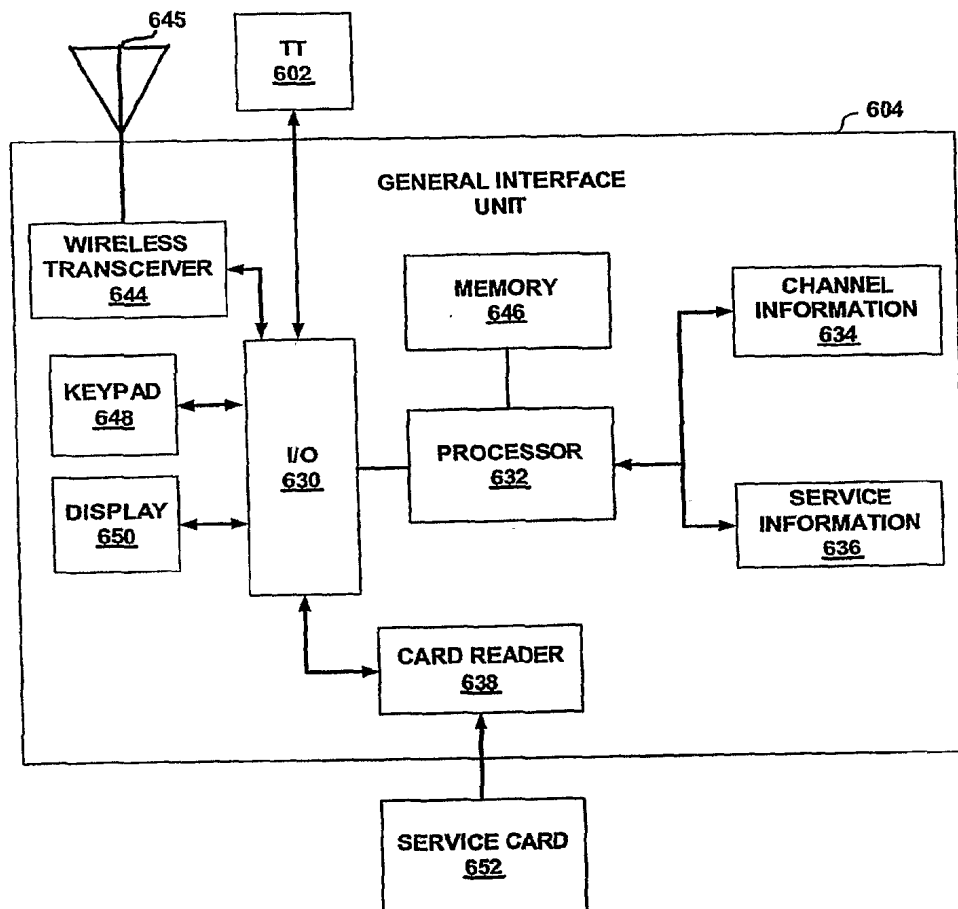 645
TT
602
604
GENERAL INTERFACE
UNIT
WIRELESS
TRANSCEIVER
644
MEMORY
646
CHANNEL
INFORMATION
634
KEYPAD
648
I/O
630
PROCESSOR
632
DISPLAY
650
SERVICE
INFORMATION
636
CARD READER
638
SERVICE CARD
652